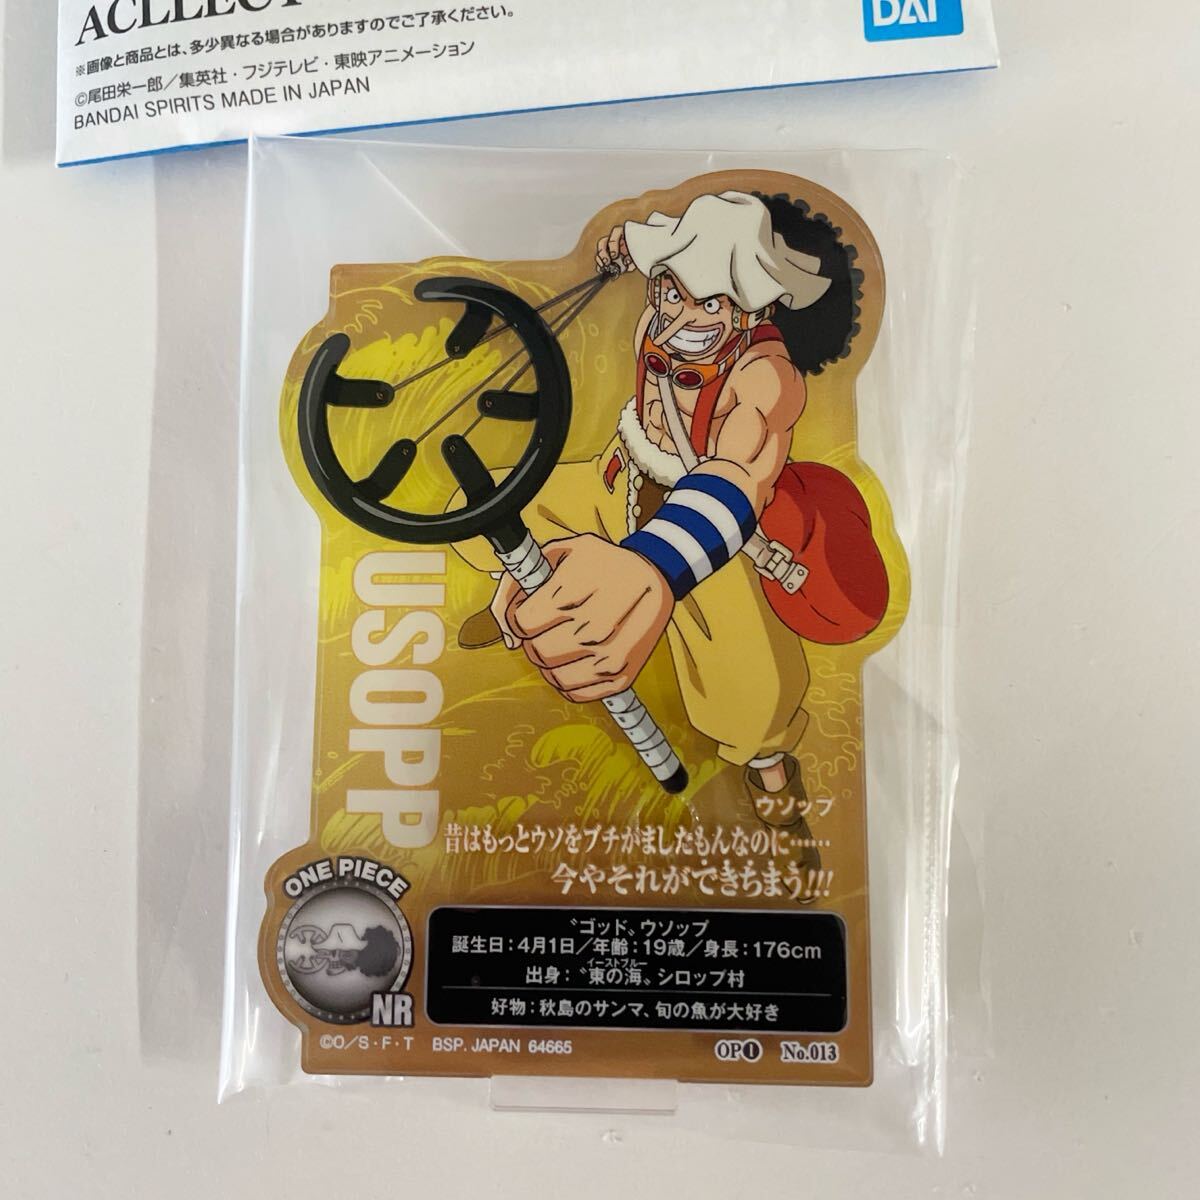 ACLLECT
※画像と商品とは、多少異なる場合がありますのでご了承ください。
©尾田栄一郎／集英社・フジテレビ・東映アニメーション
BANDAI SPIRITS MADE IN JAPAN
DAI
USOPP
ウソップ
昔はもっとウソをブチかましたもんなのに……
今やそれができちまう!!!
ONE PIECE
NR
〝ゴッド〟ウソップ
誕生日：4月1日／年齢：19歳／身長：176cm
イーストブルー
出身：〝東の海〟シロップ村
好物：秋島のサンマ、旬の魚が大好き
©O／S・F・T BSP. JAPAN 64665
OP❶ No.013